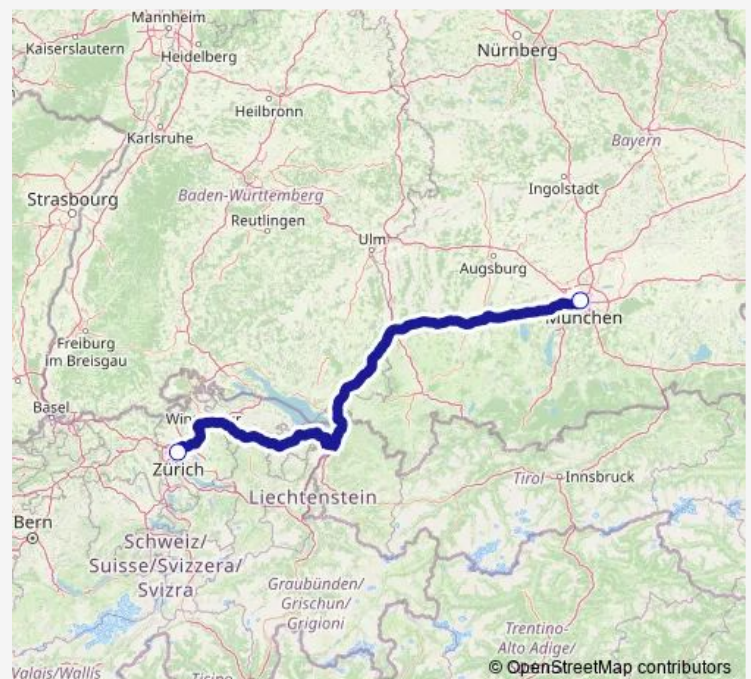 Mannheim
Kaiserslautern
Heidelberg
Nürnberg
Heilbronn
Karlsruhe
Bayern
Strasbourg
Baden-Württemberg
Ingolstadt
Reutlingen
Ulm
Augsburg
München
Freiburg
im Breisgau
Basel
Zürich
Liechtenstein
Tirol
Innsbruck
Bern
Schweiz/
Suisse/Svizzera/
Svizra
Graubünden/
Grischun/
Grigioni
Trentino-
Alto Adige/
Valais/Wallis
© OpenStreetMap contributors